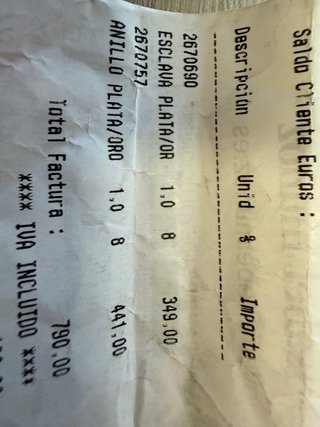 Saldo Cliente Euros :
Descripción Unid % Importe
----------------------------------------
2670690
ESCLAVA PLATA/OR 1,0 8 349,00
2670757
ANILLO PLATA/ORO 1,0 8 441,00
Total Factura : 790,00
**** IVA INCLUIDO ****